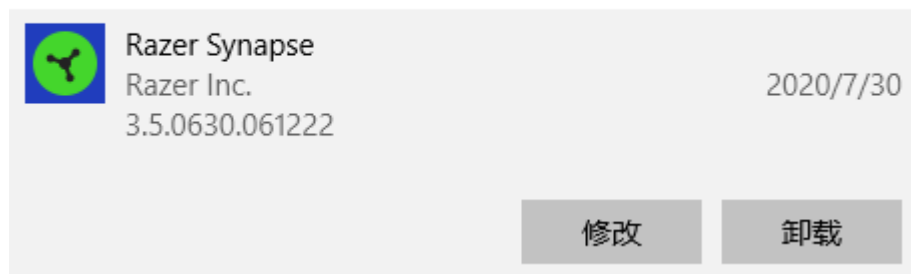 Razer Synapse
Razer Inc.
2020/7/30
3.5.0630.061222
修改
卸载